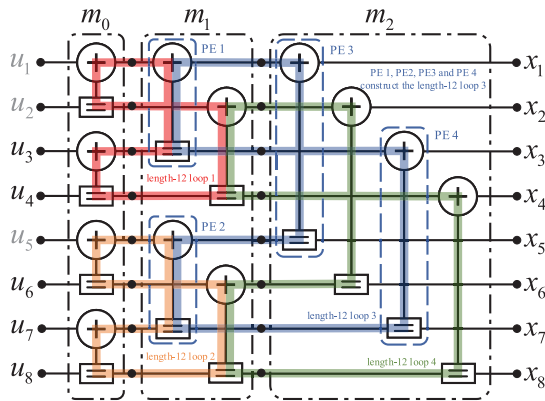 m₀ m₁ m₂
u₁ PE 1 PE 3 x₁
PE 1, PE2, PE3 and PE 4
construct the length-12 loop 3
u₂ x₂
u₃ PE 4 x₃
length-12 loop 1
u₄ x₄
u₅ PE 2 x₅
u₆ x₆
length-12 loop 3
u₇ x₇
length-12 loop 2 length-12 loop 4
u₈ x₈